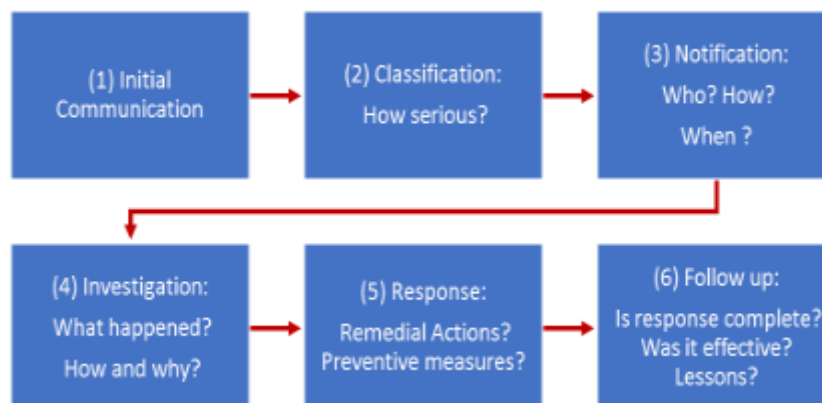 (1) Initial
Communication
(2) Classification:
How serious?
(3) Notification:
Who? How?
When ?
(4) Investigation:
What happened?
How and why?
(5) Response:
Remedial Actions?
Preventive measures?
(6) Follow up:
Is response complete?
Was it effective?
Lessons?